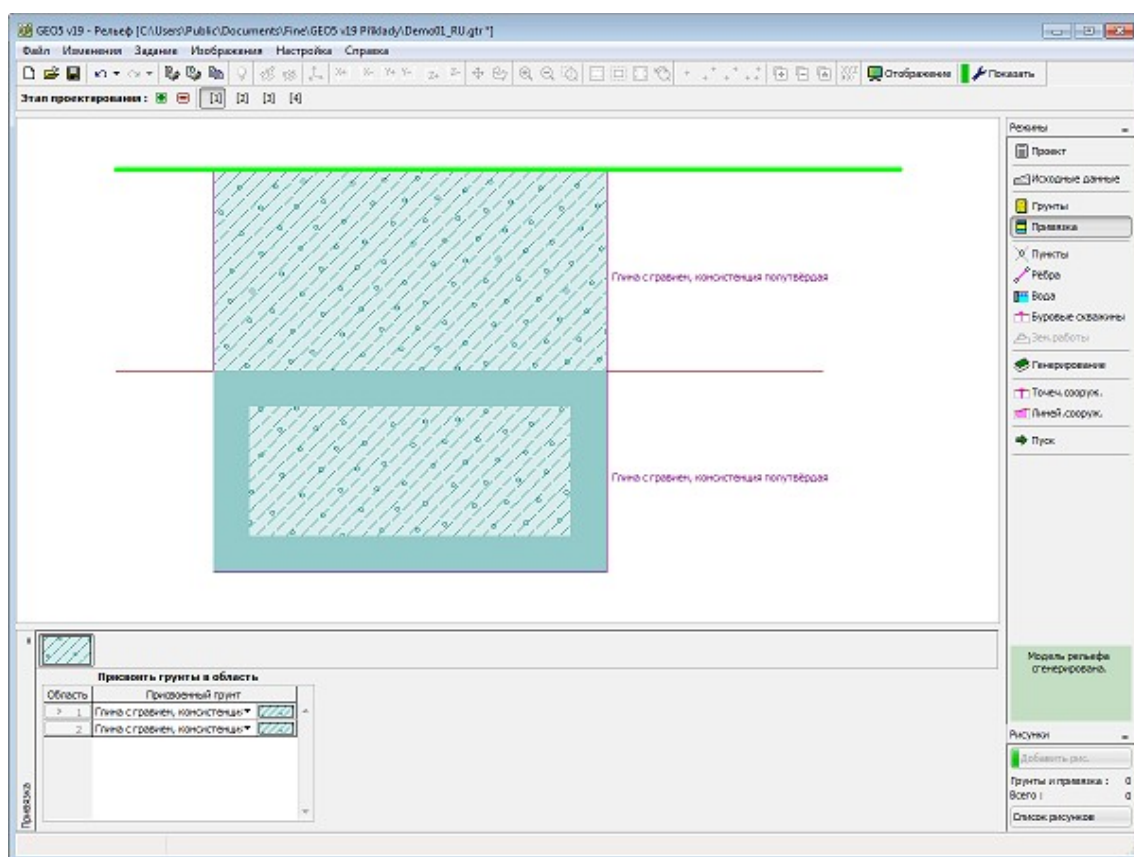 GEO5 v19 - Рельеф [C:\Users\Public\Documents\Fine\GEO5 v19 Příklady\Demo01_RU.gtr *]
Файл Изменения Задание Изображения Настройка Справка
Отображение Показать
Этап проектирования : [1] [2] [3] [4]
Режимы
Проект
Исходные данные
Грунты
Привязка
Пункты
Рёбра
Вода
Буровые скважины
Зем.работы
Генерирование
Точеч.сооруж.
Линей.сооруж.
Пуск
Глина с гравием, консистенция полутвёрдая
Глина с гравием, консистенция полутвёрдая
Модель рельефа
сгенерирована.
Присвоить грунты в область
Область Присвоенный грунт
> 1 Глина с гравием, консистенция
2 Глина с гравием, консистенция
Привязка
Рисунки
Добавить рис.
Грунты и привязка : 0
Всего : 0
Список рисунков